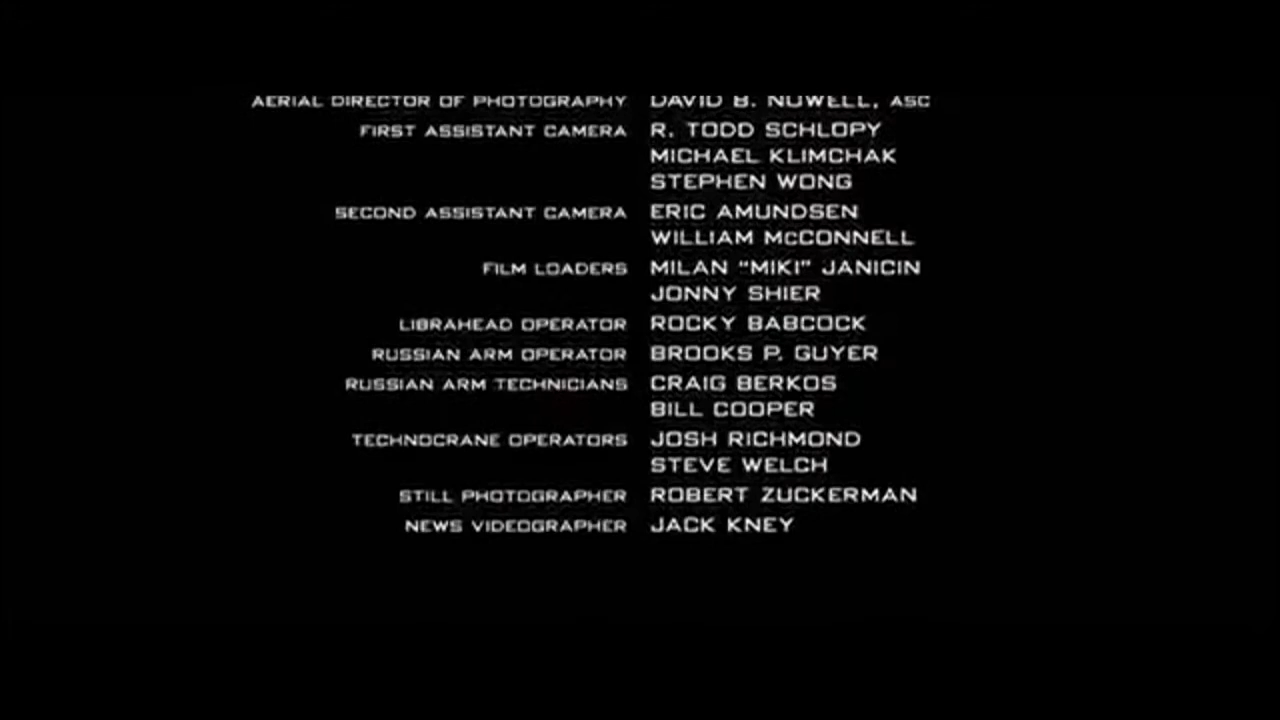 AERIAL DIRECTOR OF PHOTOGRAPHY DAVID B. NOWELL, ASC
FIRST ASSISTANT CAMERA R. TODD SCHLOPY
MICHAEL KLIMCHAK
STEPHEN WONG
SECOND ASSISTANT CAMERA ERIC AMUNDSEN
WILLIAM McCONNELL
FILM LOADERS MILAN “MIKI” JANICIN
JONNY SHIER
LIBRAHEAD OPERATOR ROCKY BABCOCK
RUSSIAN ARM OPERATOR BROOKS P. GUYER
RUSSIAN ARM TECHNICIANS CRAIG BERKOS
BILL COOPER
TECHNOCRANE OPERATORS JOSH RICHMOND
STEVE WELCH
STILL PHOTOGRAPHER ROBERT ZUCKERMAN
NEWS VIDEOGRAPHER JACK KNEY